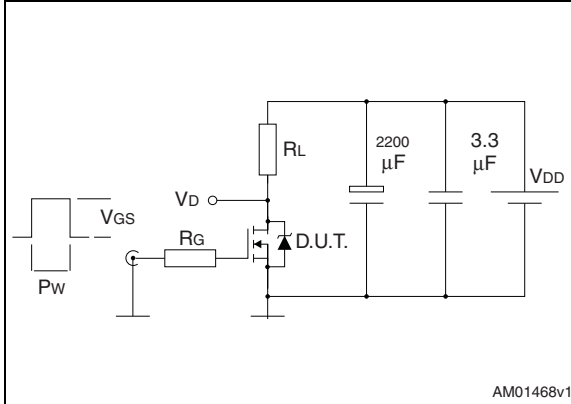 2200
μF
3.3
μF
RL
VDD
VD
VGS
RG
D.U.T.
PW
AM01468v1